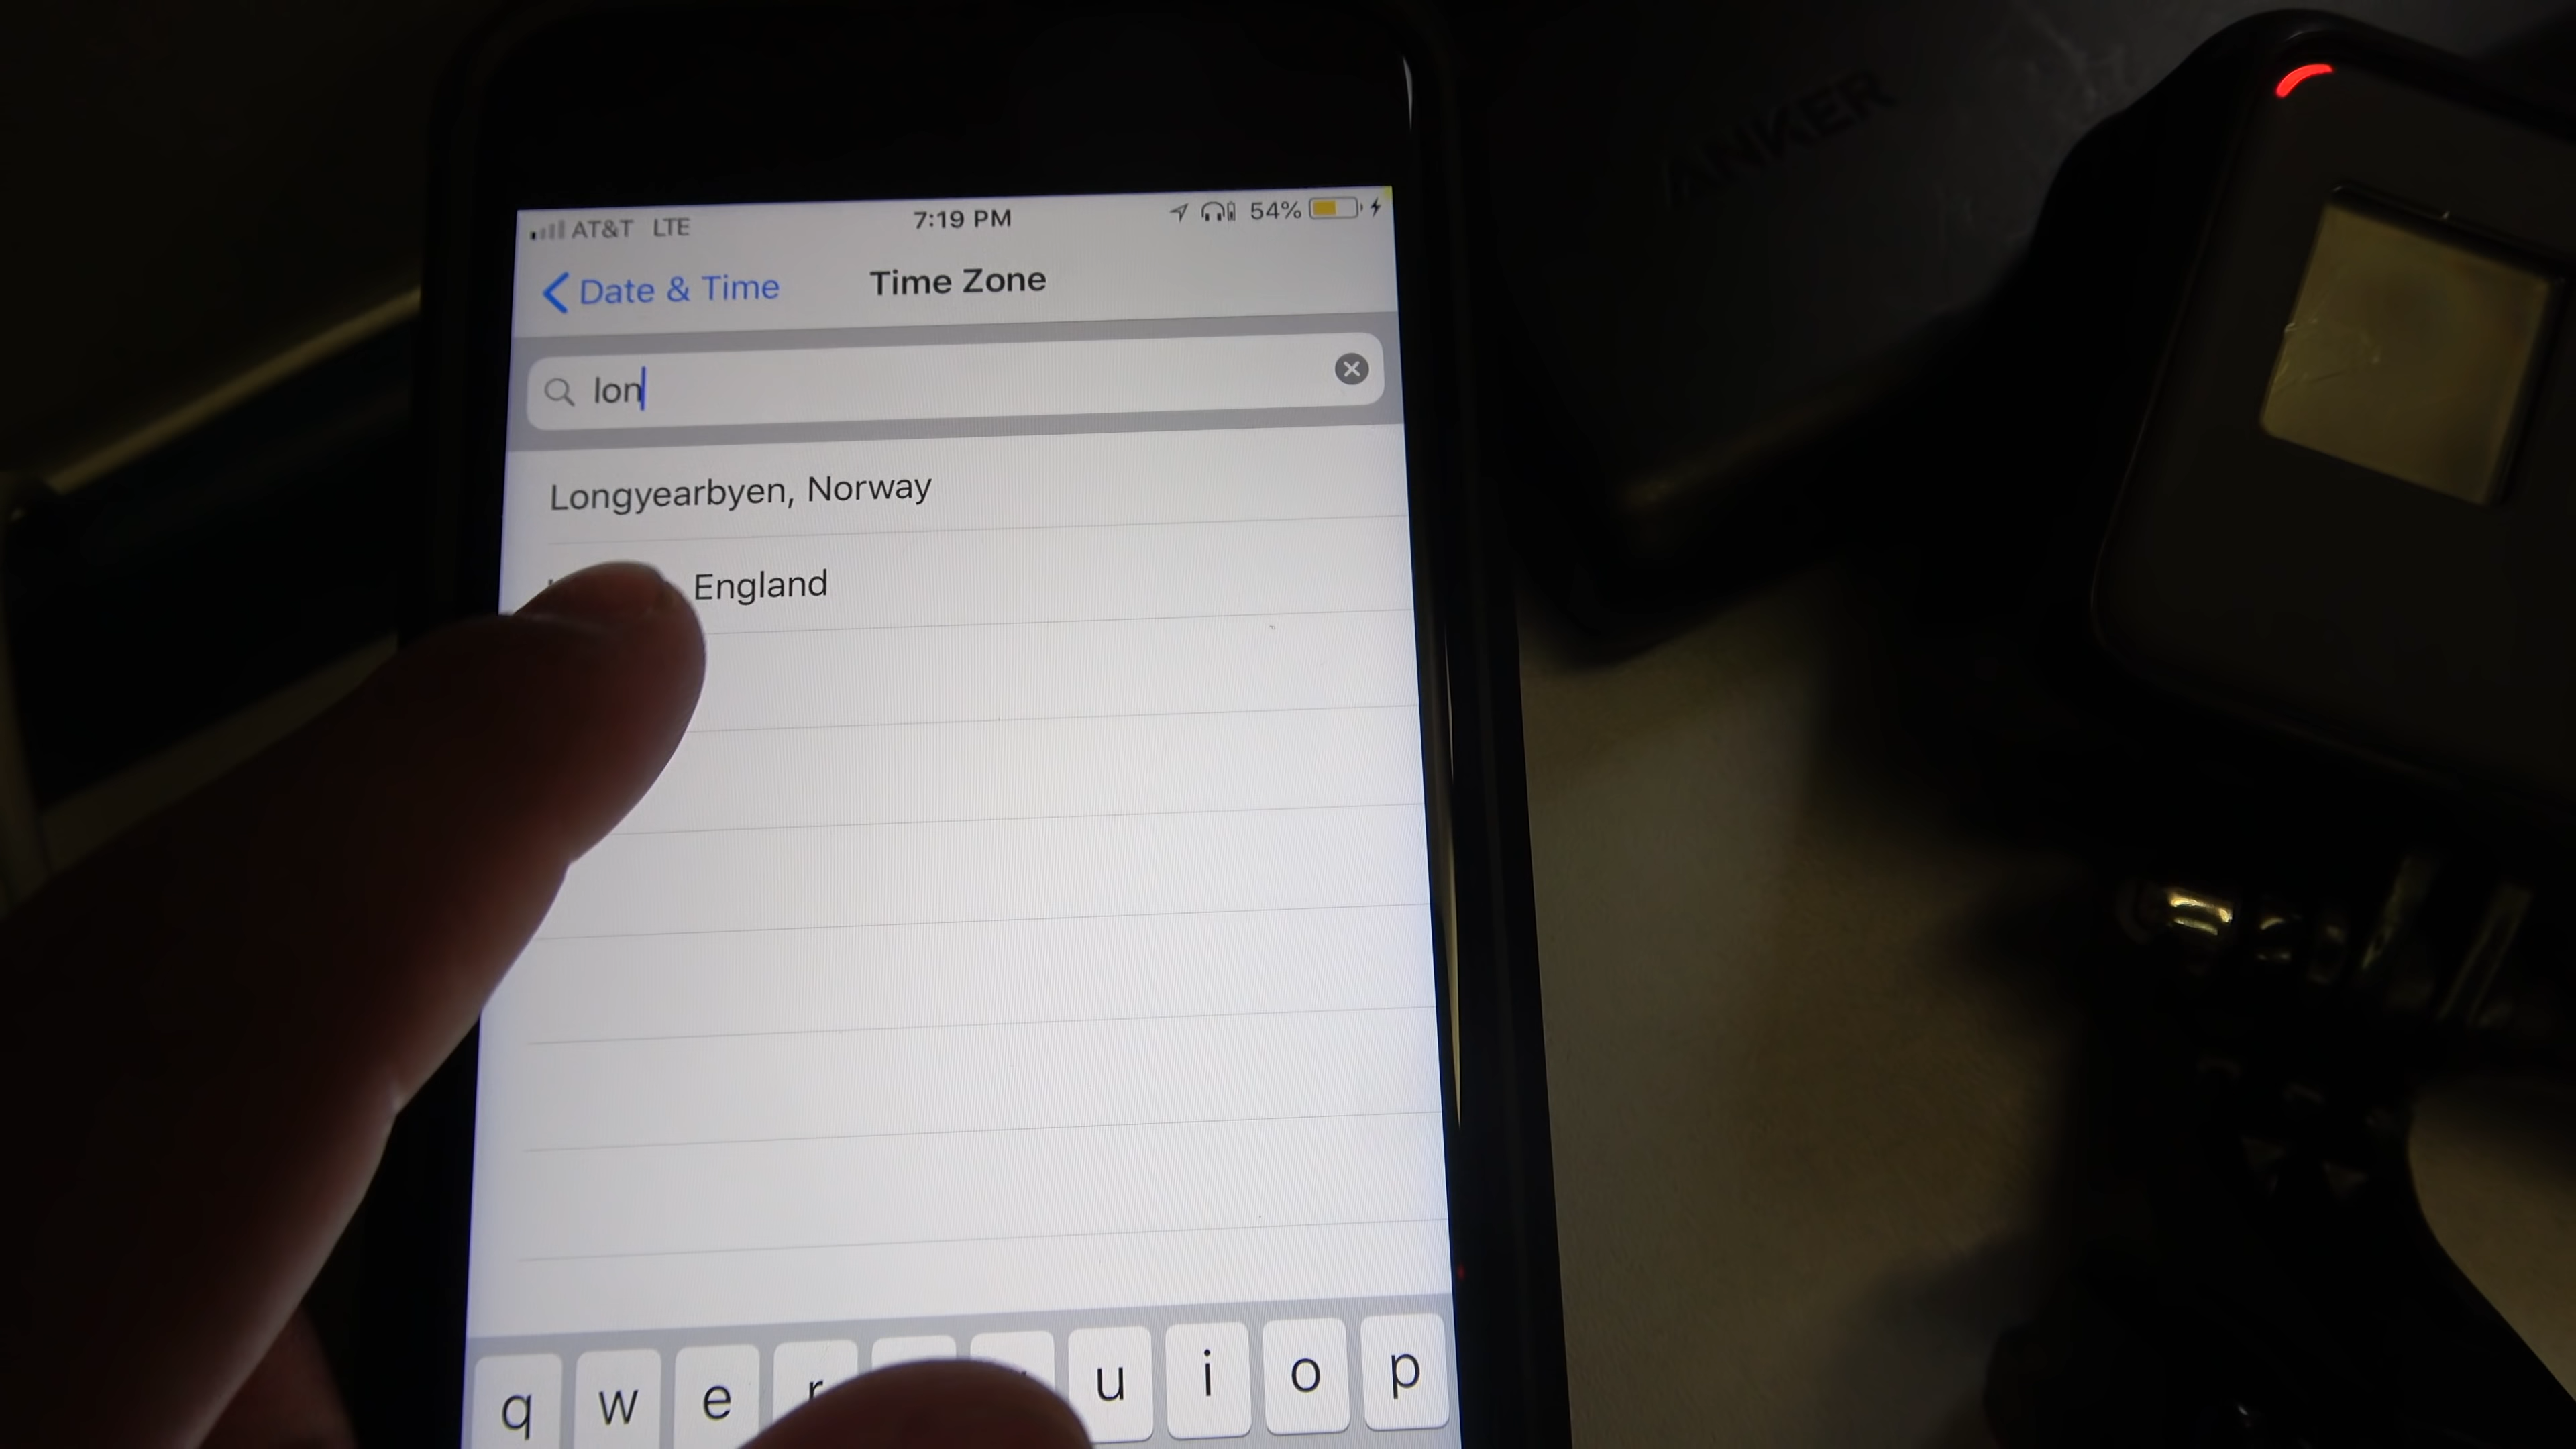 ANKER
AT&T LTE 7:19 PM 54%
Date & Time Time Zone
lon
Longyearbyen, Norway
England
q w e r u i o p